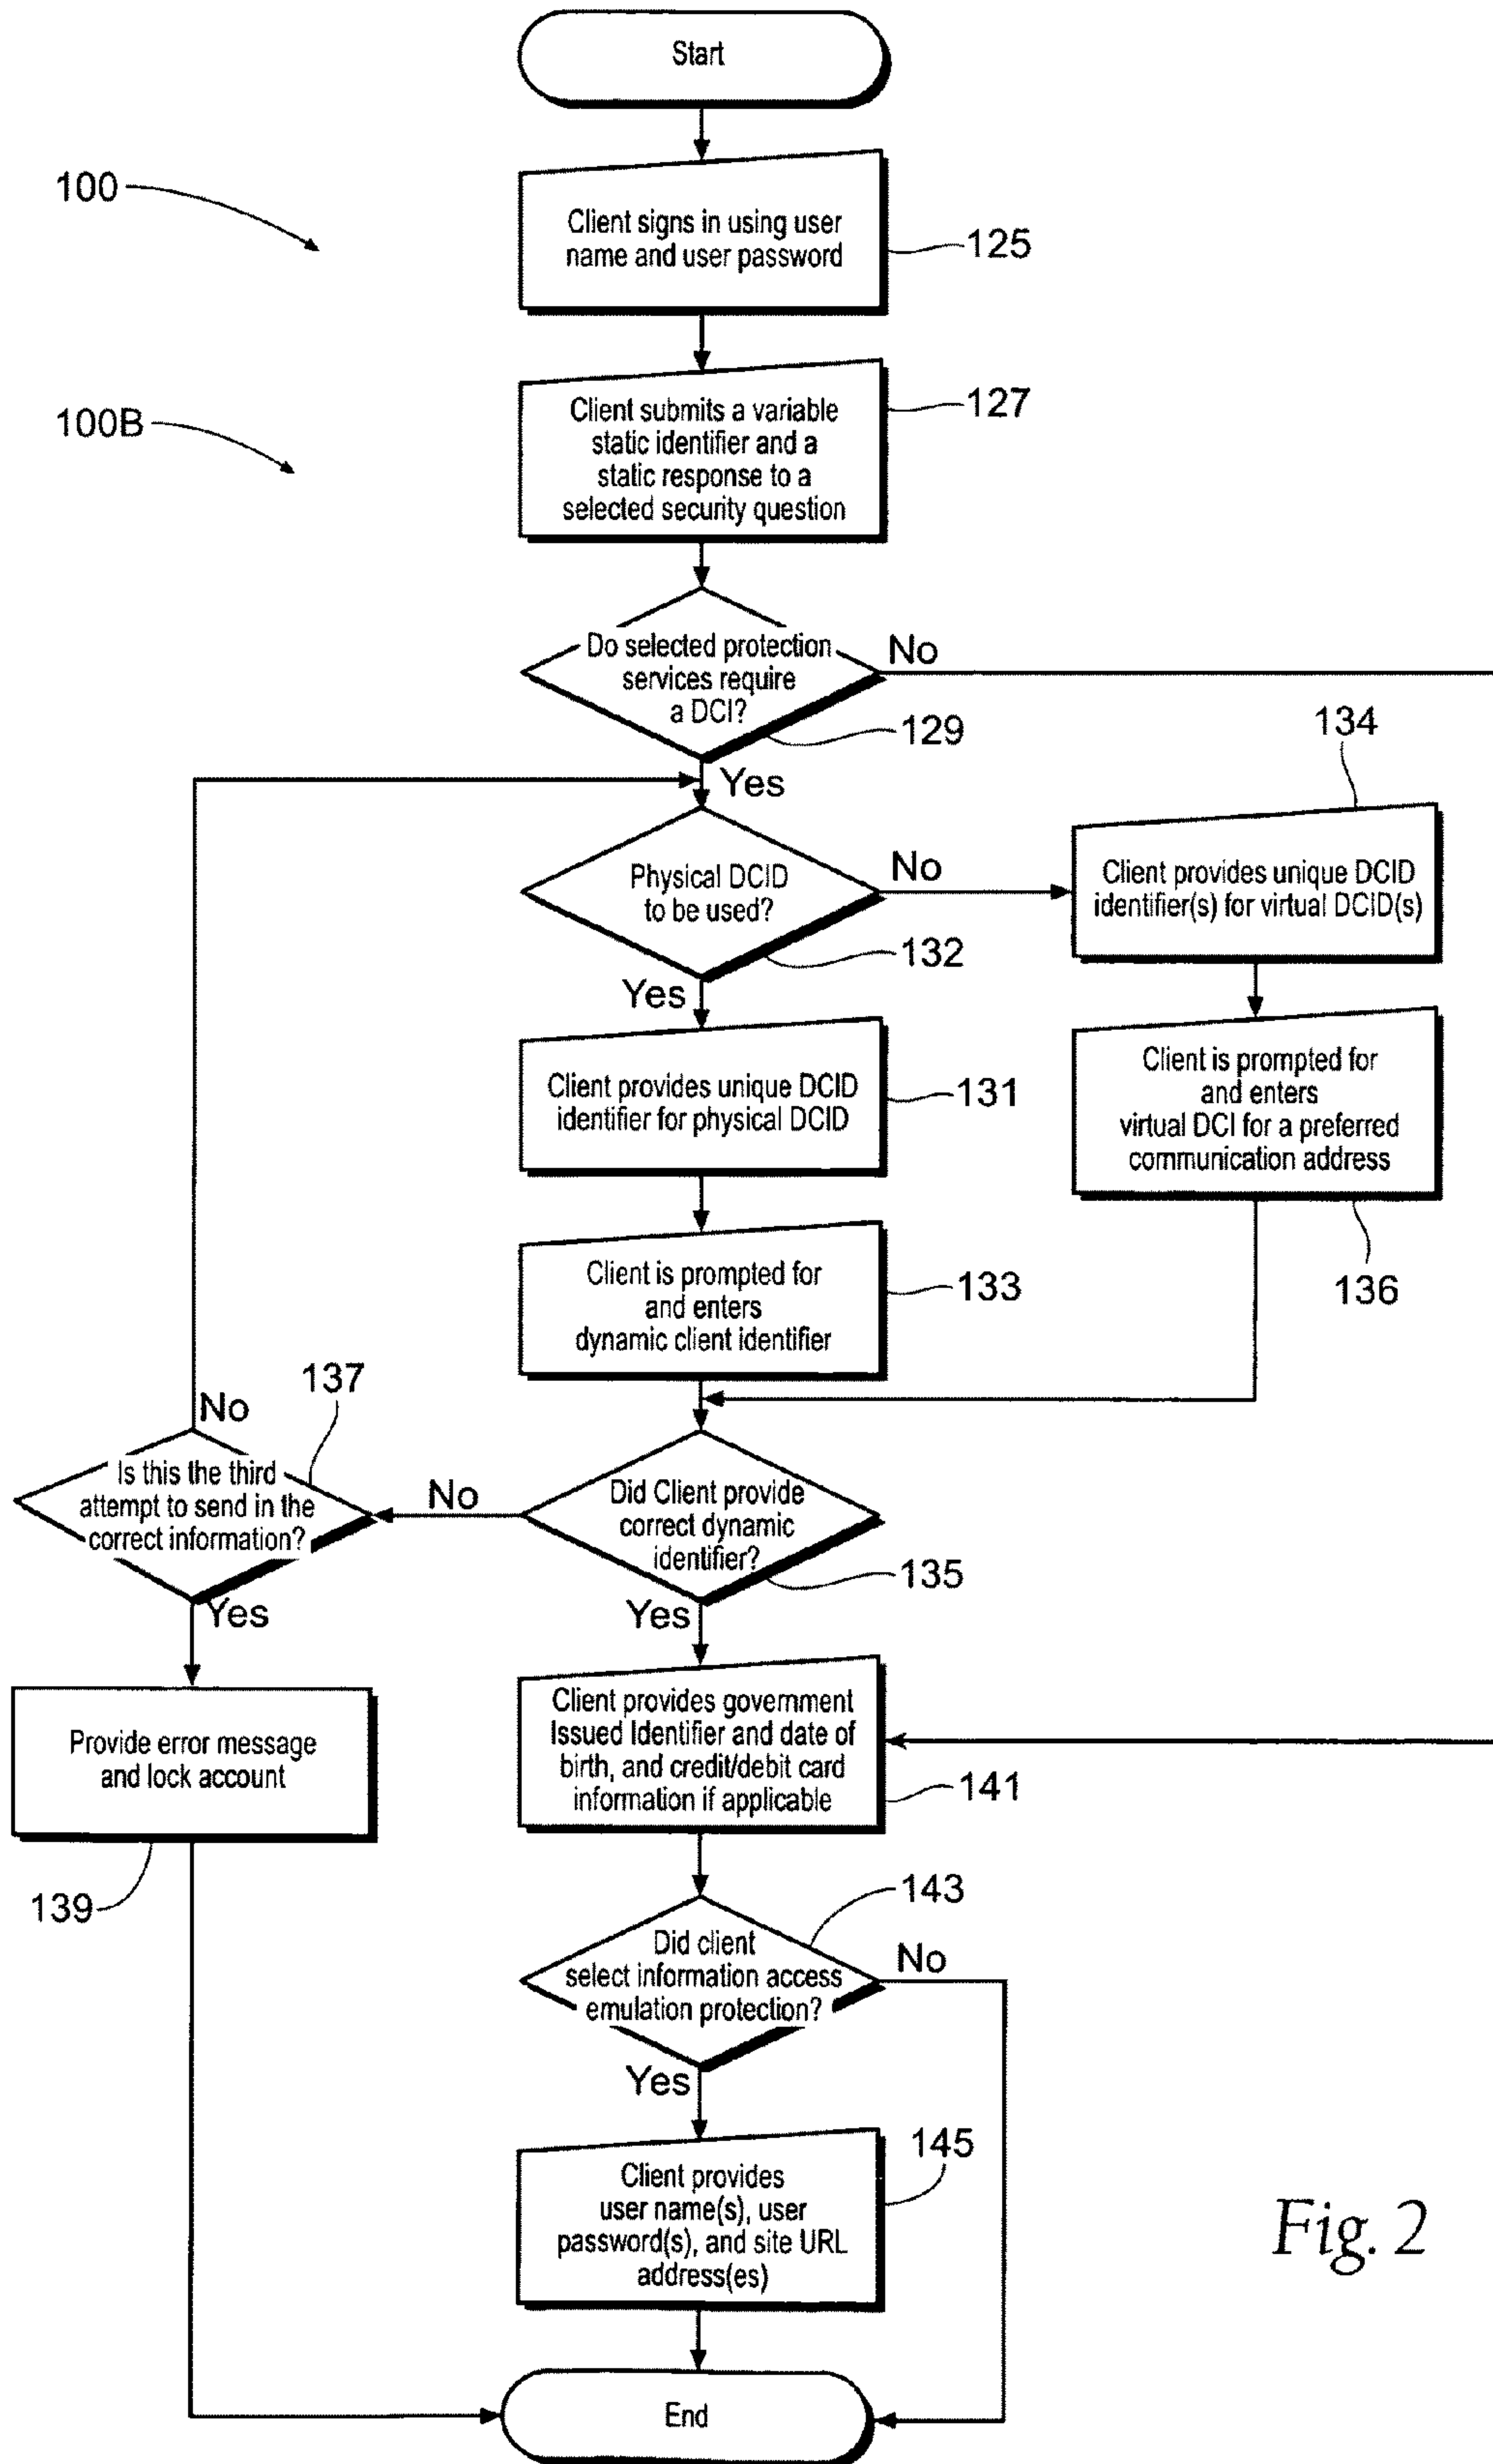 Start
100
Client signs in using user
name and user password
125
100B
Client submits a variable
static identifier and a
static response to a
selected security question
127
Do selected protection
services require
a DCI?
No
129
Yes
134
Physical DCID
to be used?
No
132
Client provides unique DCID
identifier(s) for virtual DCID(s)
Yes
Client provides unique DCID
identifier for physical DCID
131
Client is prompted for
and enters
virtual DCI for a preferred
communication address
136
Client is prompted for
and enters
dynamic client identifier
133
137
No
Is this the third
attempt to send in the
correct information?
No
Did Client provide
correct dynamic
identifier?
135
Yes
Yes
Provide error message
and lock account
139
Client provides government
Issued Identifier and date of
birth, and credit/debit card
information if applicable
141
143
Did client
select information access
emulation protection?
No
Yes
Client provides
user name(s), user
password(s), and site URL
address(es)
145
Fig. 2
End